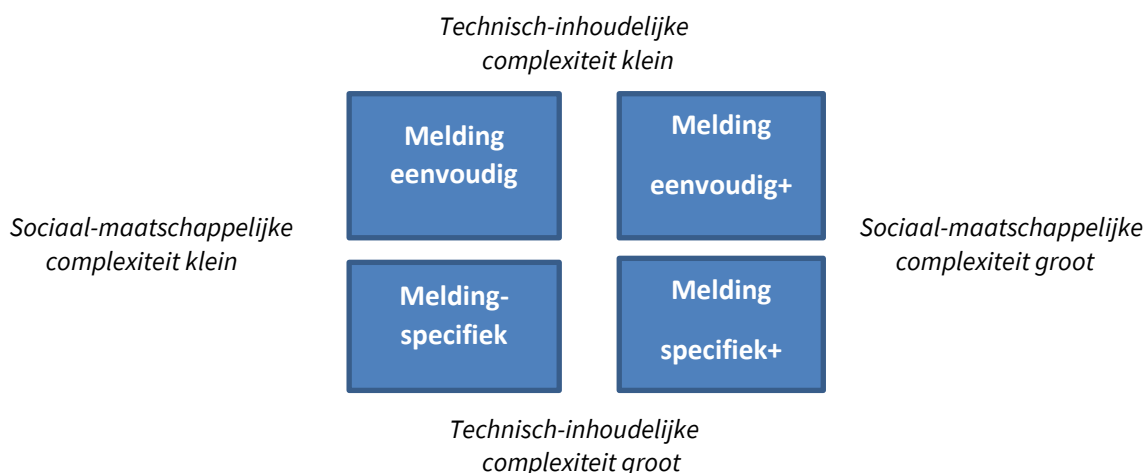 Technisch-inhoudelijke
complexiteit klein
Melding
eenvoudig
Melding
eenvoudig+
Sociaal-maatschappelijke
complexiteit klein
Sociaal-maatschappelijke
complexiteit groot
Melding-
specifiek
Melding
specifiek+
Technisch-inhoudelijke
complexiteit groot